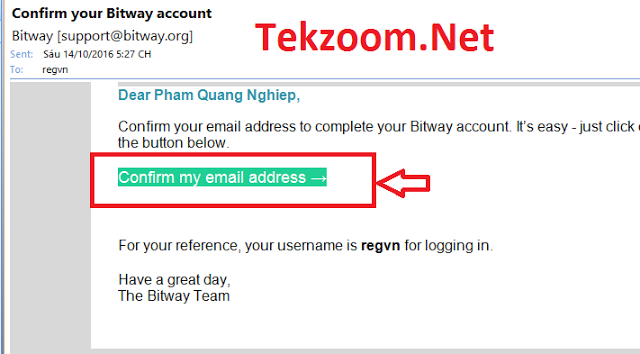 Confirm your Bitway account
Bitway [support@bitway.org]
Tekzoom.Net
Sent: Sáu 14/10/2016 5:27 CH
To: regvn
Dear Pham Quang Nghiep,
Confirm your email address to complete your Bitway account. It's easy - just click
the button below.
Confirm my email address →
For your reference, your username is regvn for logging in.
Have a great day,
The Bitway Team